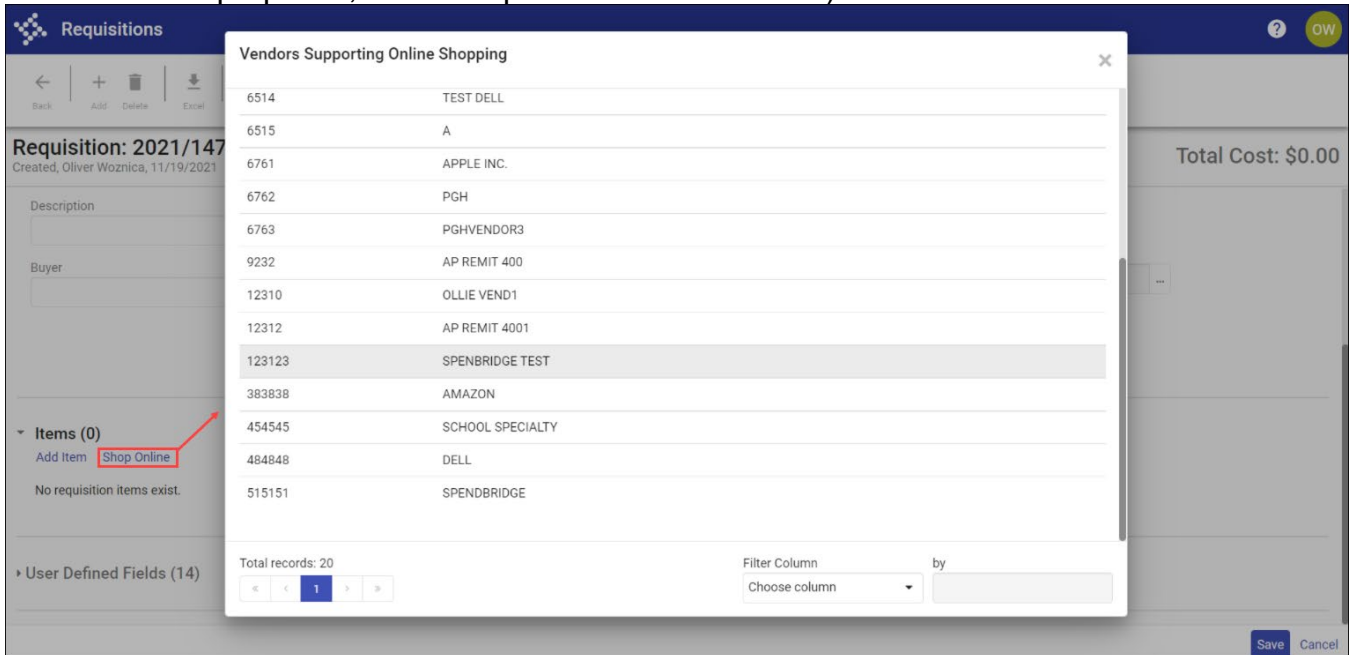 Requisitions
?
OW
Back
Add
Delete
Excel
Requisition: 2021/147
Created, Oliver Woznica, 11/19/2021
Total Cost: $0.00
Description
Buyer
...
Items (0)
Add Item Shop Online
No requisition items exist.
User Defined Fields (14)
Vendors Supporting Online Shopping
×
6514 TEST DELL
6515 A
6761 APPLE INC.
6762 PGH
6763 PGHVENDOR3
9232 AP REMIT 400
12310 OLLIE VEND1
12312 AP REMIT 4001
123123 SPENBRIDGE TEST
383838 AMAZON
454545 SCHOOL SPECIALTY
484848 DELL
515151 SPENDBRIDGE
Total records: 20
« ‹ 1 › »
Filter Column by
Choose column
Save Cancel